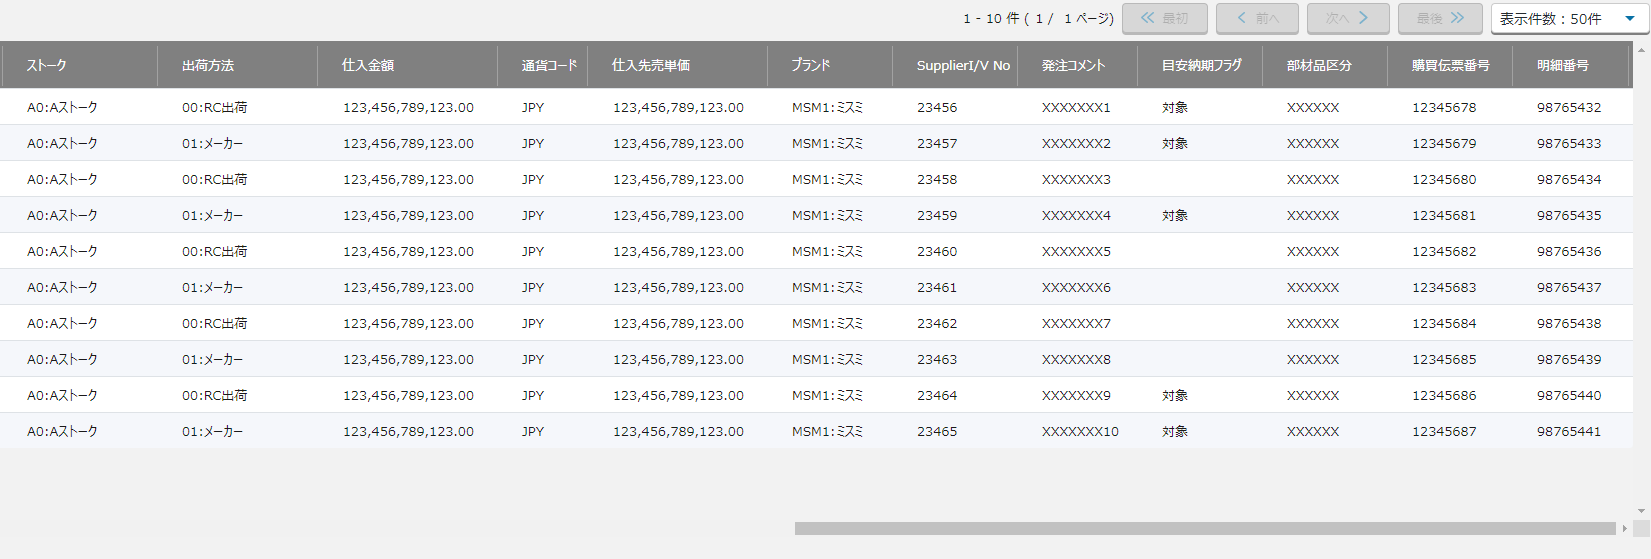 1 - 10 件 ( 1 / 1 ページ) 最初 前へ 次へ 最後 表示件数：50件
ストーク 出荷方法 仕入金額 通貨コード 仕入先売単価 ブランド SupplierI/V No 発注コメント 目安納期フラグ 部材品区分 購買伝票番号 明細番号
A0:Aストーク 00:RC出荷 123,456,789,123.00 JPY 123,456,789,123.00 MSM1:ミスミ 23456 XXXXXXX1 対象 XXXXXX 12345678 98765432
A0:Aストーク 01:メーカー 123,456,789,123.00 JPY 123,456,789,123.00 MSM1:ミスミ 23457 XXXXXXX2 対象 XXXXXX 12345679 98765433
A0:Aストーク 00:RC出荷 123,456,789,123.00 JPY 123,456,789,123.00 MSM1:ミスミ 23458 XXXXXXX3 XXXXXX 12345680 98765434
A0:Aストーク 01:メーカー 123,456,789,123.00 JPY 123,456,789,123.00 MSM1:ミスミ 23459 XXXXXXX4 対象 XXXXXX 12345681 98765435
A0:Aストーク 00:RC出荷 123,456,789,123.00 JPY 123,456,789,123.00 MSM1:ミスミ 23460 XXXXXXX5 XXXXXX 12345682 98765436
A0:Aストーク 01:メーカー 123,456,789,123.00 JPY 123,456,789,123.00 MSM1:ミスミ 23461 XXXXXXX6 XXXXXX 12345683 98765437
A0:Aストーク 00:RC出荷 123,456,789,123.00 JPY 123,456,789,123.00 MSM1:ミスミ 23462 XXXXXXX7 XXXXXX 12345684 98765438
A0:Aストーク 01:メーカー 123,456,789,123.00 JPY 123,456,789,123.00 MSM1:ミスミ 23463 XXXXXXX8 XXXXXX 12345685 98765439
A0:Aストーク 00:RC出荷 123,456,789,123.00 JPY 123,456,789,123.00 MSM1:ミスミ 23464 XXXXXXX9 対象 XXXXXX 12345686 98765440
A0:Aストーク 01:メーカー 123,456,789,123.00 JPY 123,456,789,123.00 MSM1:ミスミ 23465 XXXXXXX10 対象 XXXXXX 12345687 98765441